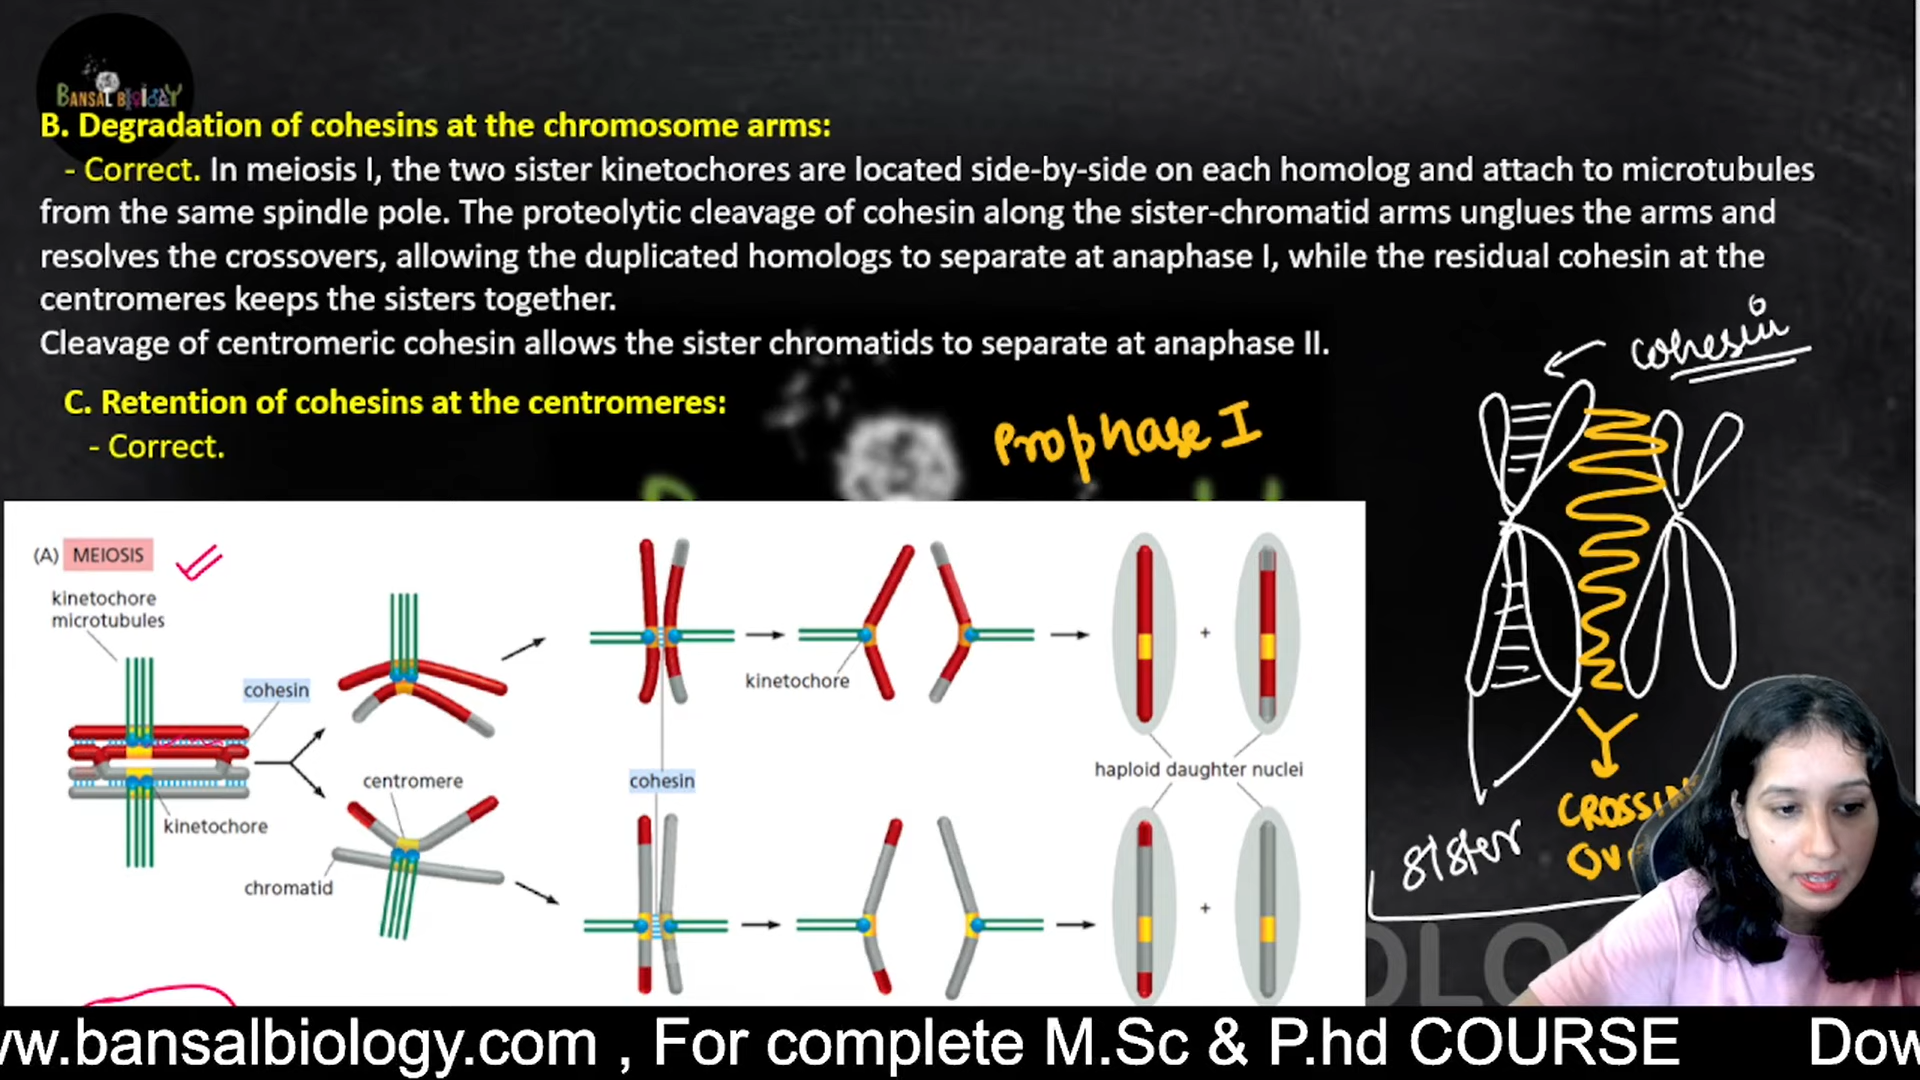 BANSAL BIOLOGY
B. Degradation of cohesins at the chromosome arms:
- Correct. In meiosis I, the two sister kinetochores are located side-by-side on each homolog and attach to microtubules
from the same spindle pole. The proteolytic cleavage of cohesin along the sister-chromatid arms unglues the arms and
resolves the crossovers, allowing the duplicated homologs to separate at anaphase I, while the residual cohesin at the
centromeres keeps the sisters together.
Cleavage of centromeric cohesin allows the sister chromatids to separate at anaphase II.
cohesin
C. Retention of cohesins at the centromeres:
- Correct.
Prophase I
(A) MEIOSIS
kinetochore
microtubules
cohesin
kinetochore
centromere
chromatid
cohesin
kinetochore
haploid daughter nuclei
+
+
sister
CROSSIN
OV
OLO
vw.bansalbiology.com , For complete M.Sc & P.hd COURSE
Dow